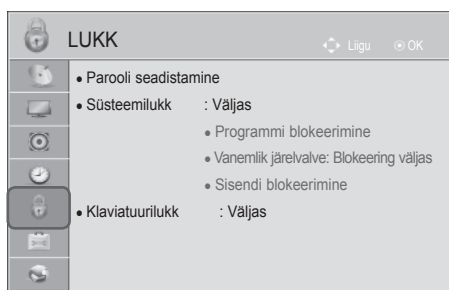 LUKK
Liigu ⊙ OK
• Parooli seadistamine
• Süsteemilukk : Väljas
• Programmi blokeerimine
• Vanemlik järelvalve: Blokeering väljas
• Sisendi blokeerimine
• Klaviatuurilukk : Väljas